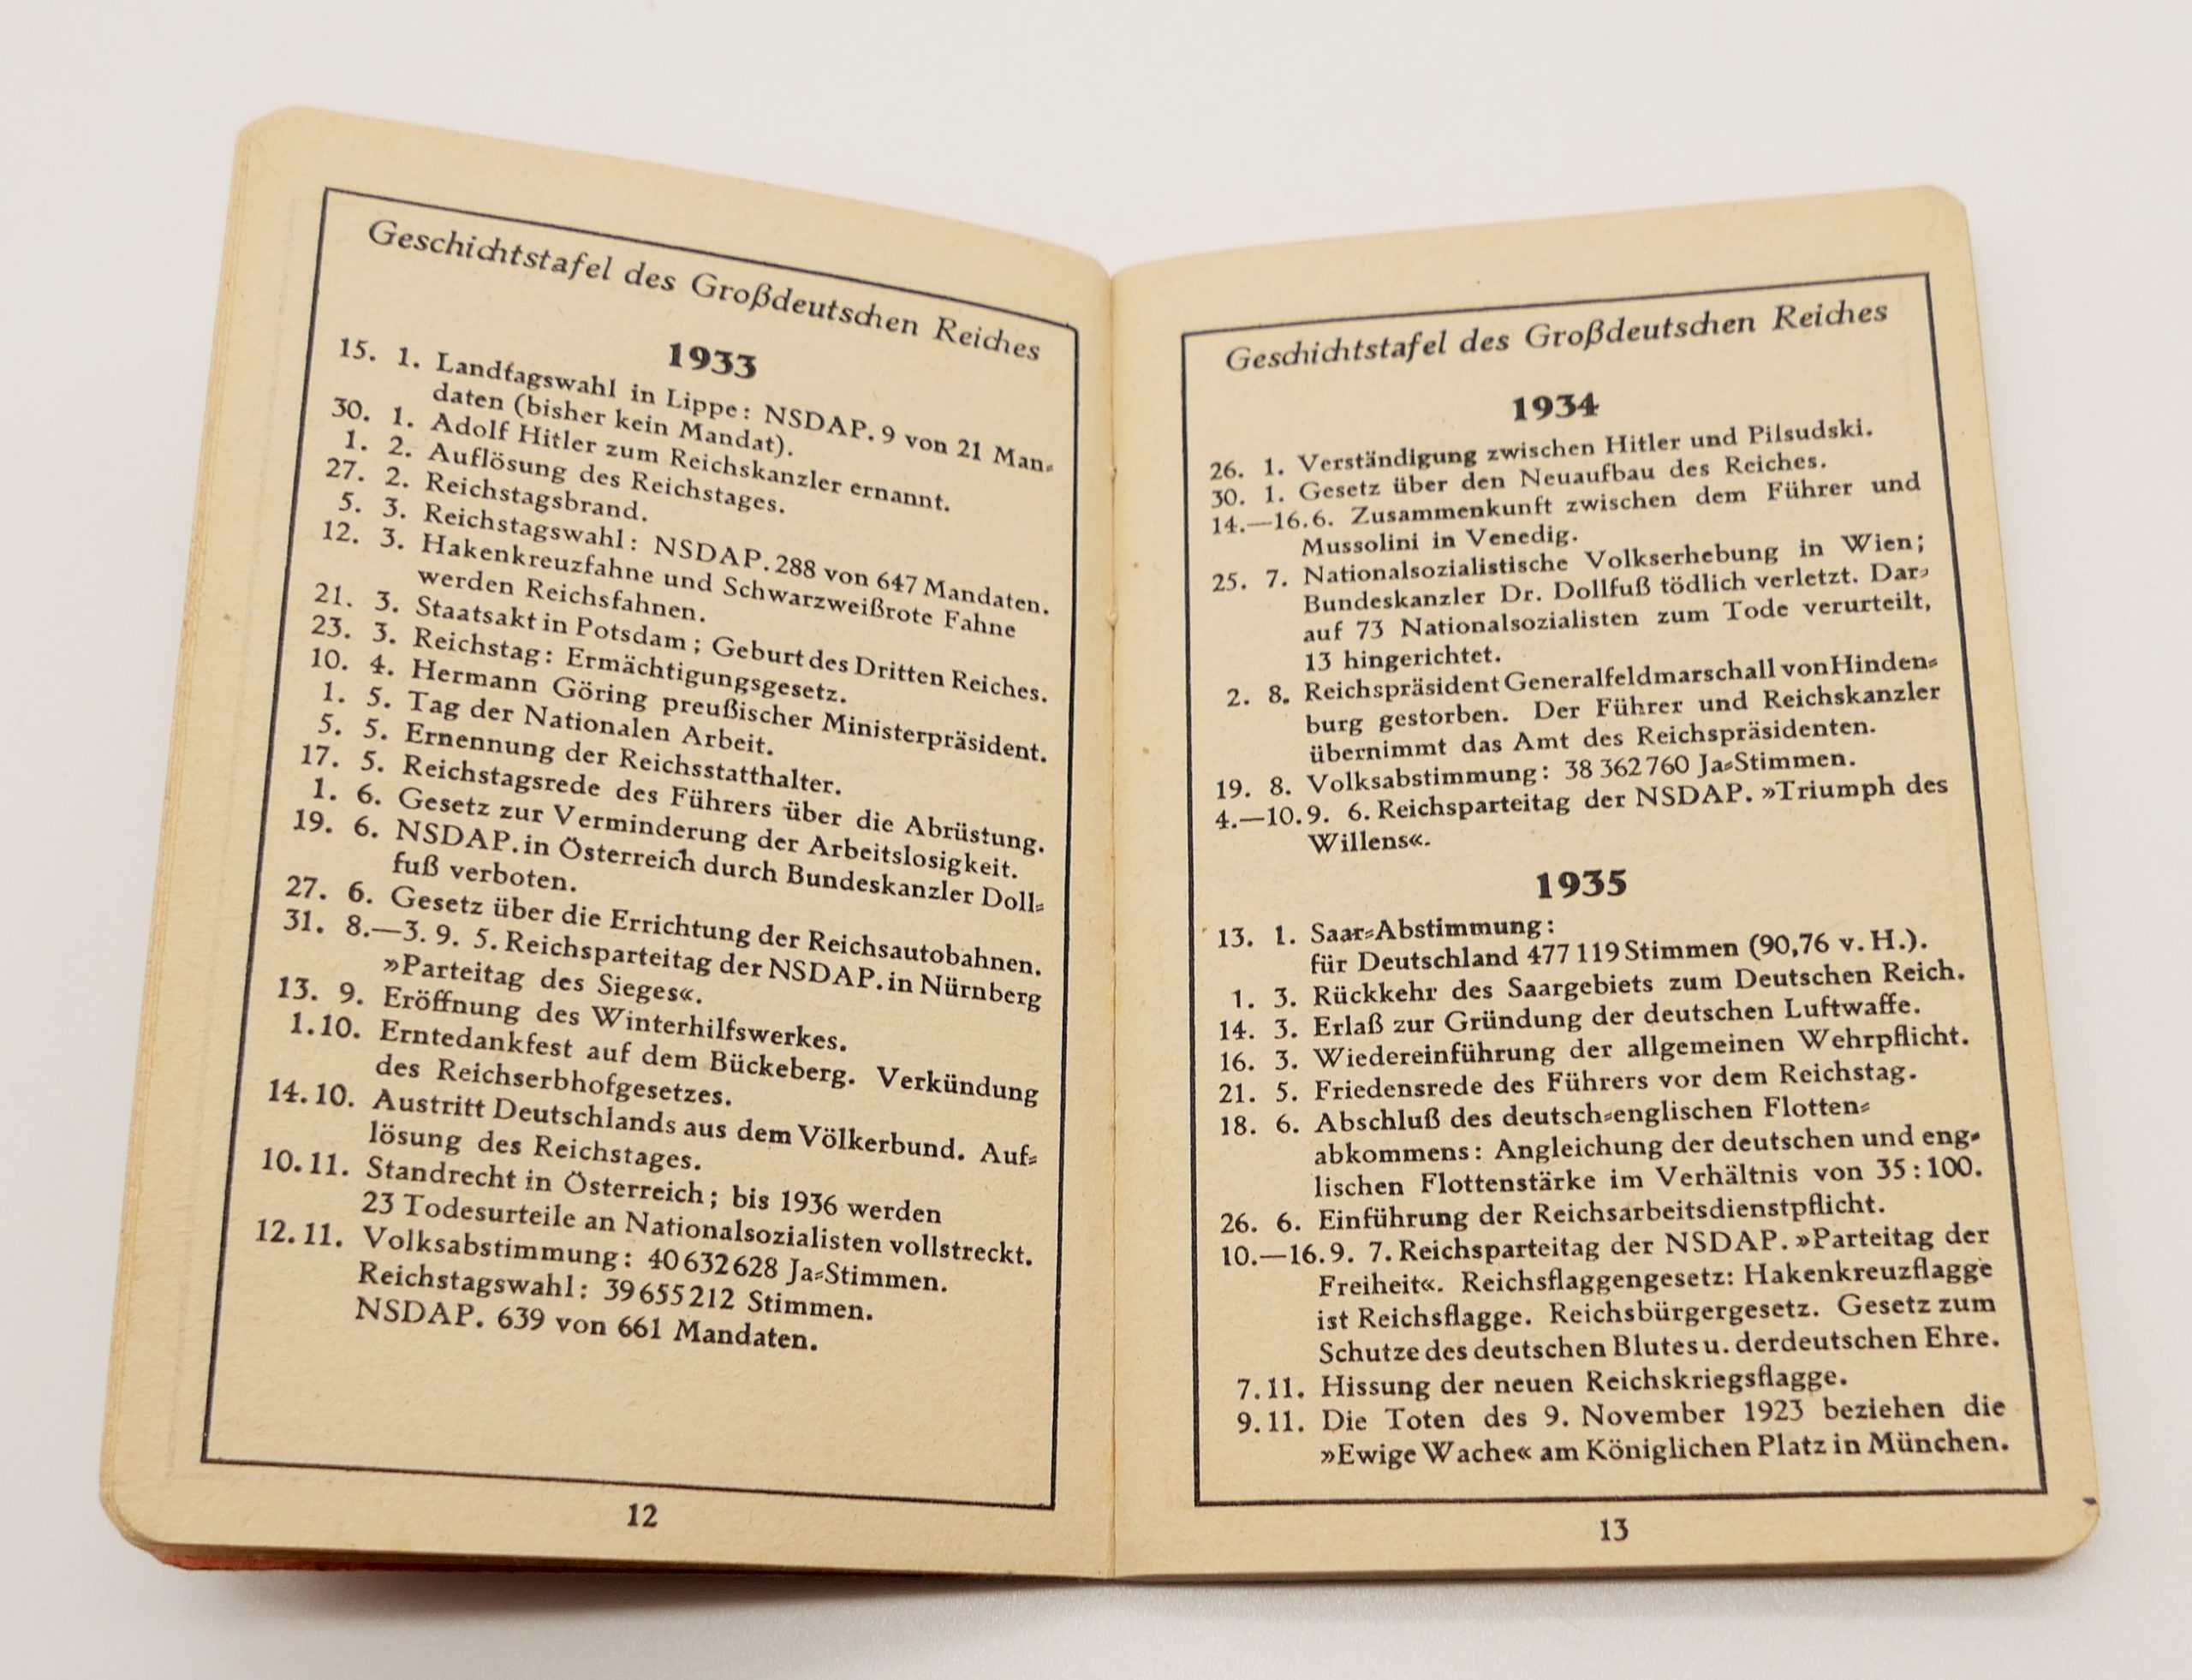 Geschichtstafel des Großdeutschen Reiches
1933
15. 1. Landtagswahl in Lippe: NSDAP. 9 von 21 Man-
daten (bisher kein Mandat).
30. 1. Adolf Hitler zum Reichskanzler ernannt.
1. 2. Auflösung des Reichstages.
27. 2. Reichstagsbrand.
5. 3. Reichstagswahl: NSDAP. 288 von 647 Mandaten.
12. 3. Hakenkreuzfahne und Schwarzweißrote Fahne
werden Reichsfahnen.
21. 3. Staatsakt in Potsdam; Geburt des Dritten Reiches.
23. 3. Reichstag: Ermächtigungsgesetz.
10. 4. Hermann Göring preußischer Ministerpräsident.
1. 5. Tag der Nationalen Arbeit.
5. 5. Ernennung der Reichsstatthalter.
17. 5. Reichstagsrede des Führers über die Abrüstung.
1. 6. Gesetz zur Verminderung der Arbeitslosigkeit.
19. 6. NSDAP. in Österreich durch Bundeskanzler Doll-
fuß verboten.
27. 6. Gesetz über die Errichtung der Reichsautobahnen.
31. 8.—3. 9. 5. Reichsparteitag der NSDAP. in Nürnberg
»Parteitag des Sieges«.
13. 9. Eröffnung des Winterhilfswerkes.
1. 10. Erntedankfest auf dem Bückeberg. Verkündung
des Reichserbhofgesetzes.
14. 10. Austritt Deutschlands aus dem Völkerbund. Auf-
lösung des Reichstages.
10. 11. Standrecht in Österreich; bis 1936 werden
23 Todesurteile an Nationalsozialisten vollstreckt.
12. 11. Volksabstimmung: 40 632 628 Ja-Stimmen.
Reichstagswahl: 39 655 212 Stimmen.
NSDAP. 639 von 661 Mandaten.
12
Geschichtstafel des Großdeutschen Reiches
1934
26. 1. Verständigung zwischen Hitler und Pilsudski.
30. 1. Gesetz über den Neuaufbau des Reiches.
14.—16. 6. Zusammenkunft zwischen dem Führer und
Mussolini in Venedig.
25. 7. Nationalsozialistische Volkserhebung in Wien;
Bundeskanzler Dr. Dollfuß tödlich verletzt. Dar-
auf 73 Nationalsozialisten zum Tode verurteilt,
13 hingerichtet.
2. 8. Reichspräsident Generalfeldmarschall von Hinden-
burg gestorben. Der Führer und Reichskanzler
übernimmt das Amt des Reichspräsidenten.
19. 8. Volksabstimmung: 38 362 760 Ja-Stimmen.
4.—10. 9. 6. Reichsparteitag der NSDAP. »Triumph des
Willens«.
1935
13. 1. Saar-Abstimmung:
für Deutschland 477 119 Stimmen (90,76 v. H.).
1. 3. Rückkehr des Saargebiets zum Deutschen Reich.
14. 3. Erlaß zur Gründung der deutschen Luftwaffe.
16. 3. Wiedereinführung der allgemeinen Wehrpflicht.
21. 5. Friedensrede des Führers vor dem Reichstag.
18. 6. Abschluß des deutsch-englischen Flotten-
abkommens: Angleichung der deutschen und eng-
lischen Flottenstärke im Verhältnis von 35 : 100.
26. 6. Einführung der Reichsarbeitsdienstpflicht.
10.—16. 9. 7. Reichsparteitag der NSDAP. »Parteitag der
Freiheit«. Reichsflaggengesetz: Hakenkreuzflagge
ist Reichsflagge. Reichsbürgergesetz. Gesetz zum
Schutze des deutschen Blutes u. der deutschen Ehre.
7. 11. Hissung der neuen Reichskriegsflagge.
9. 11. Die Toten des 9. November 1923 beziehen die
»Ewige Wache« am Königlichen Platz in München.
13